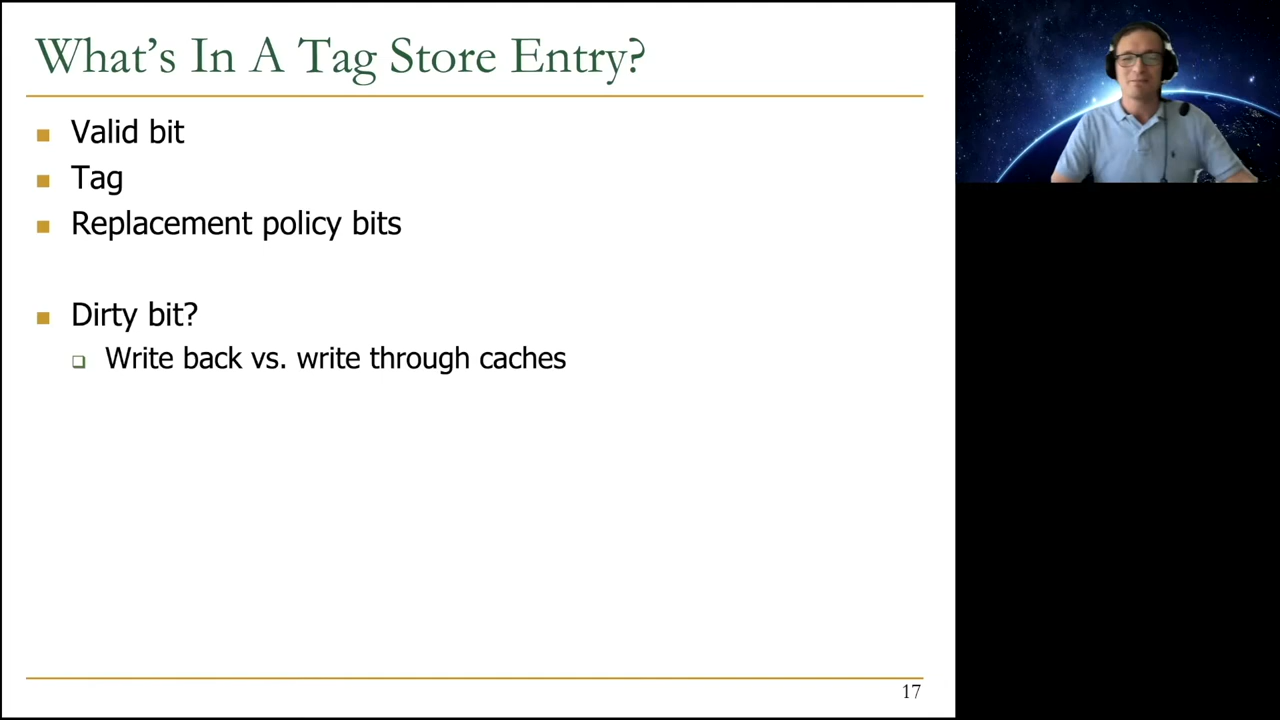 What's In A Tag Store Entry?
Valid bit
Tag
Replacement policy bits
Dirty bit?
Write back vs. write through caches
17